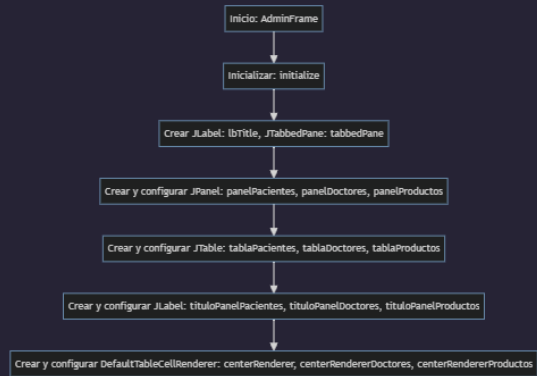 Inicio: AdminFrame
Inicializar: initialize
Crear JLabel: lbTitle, JTabbedPane: tabbedPane
Crear y configurar JPanel: panelPacientes, panelDoctores, panelProductos
Crear y configurar JTable: tablaPacientes, tablaDoctores, tablaProductos
Crear y configurar JLabel: tituloPanelPacientes, tituloPanelDoctores, tituloPanelProductos
Crear y configurar DefaultTableCellRenderer: centerRenderer, centerRendererDoctores, centerRendererProductos